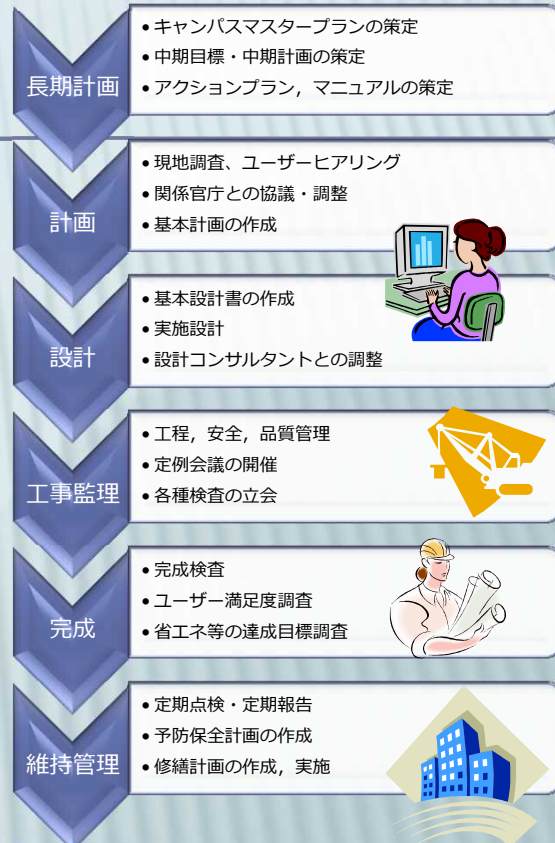 長期計画
• キャンパスマスタープランの策定
• 中期目標・中期計画の策定
• アクションプラン，マニュアルの策定
計画
• 現地調査、ユーザーヒアリング
• 関係官庁との協議・調整
• 基本計画の作成
設計
• 基本設計書の作成
• 実施設計
• 設計コンサルタントとの調整
工事監理
• 工程，安全，品質管理
• 定例会議の開催
• 各種検査の立会
完成
• 完成検査
• ユーザー満足度調査
• 省エネ等の達成目標調査
維持管理
• 定期点検・定期報告
• 予防保全計画の作成
• 修繕計画の作成，実施